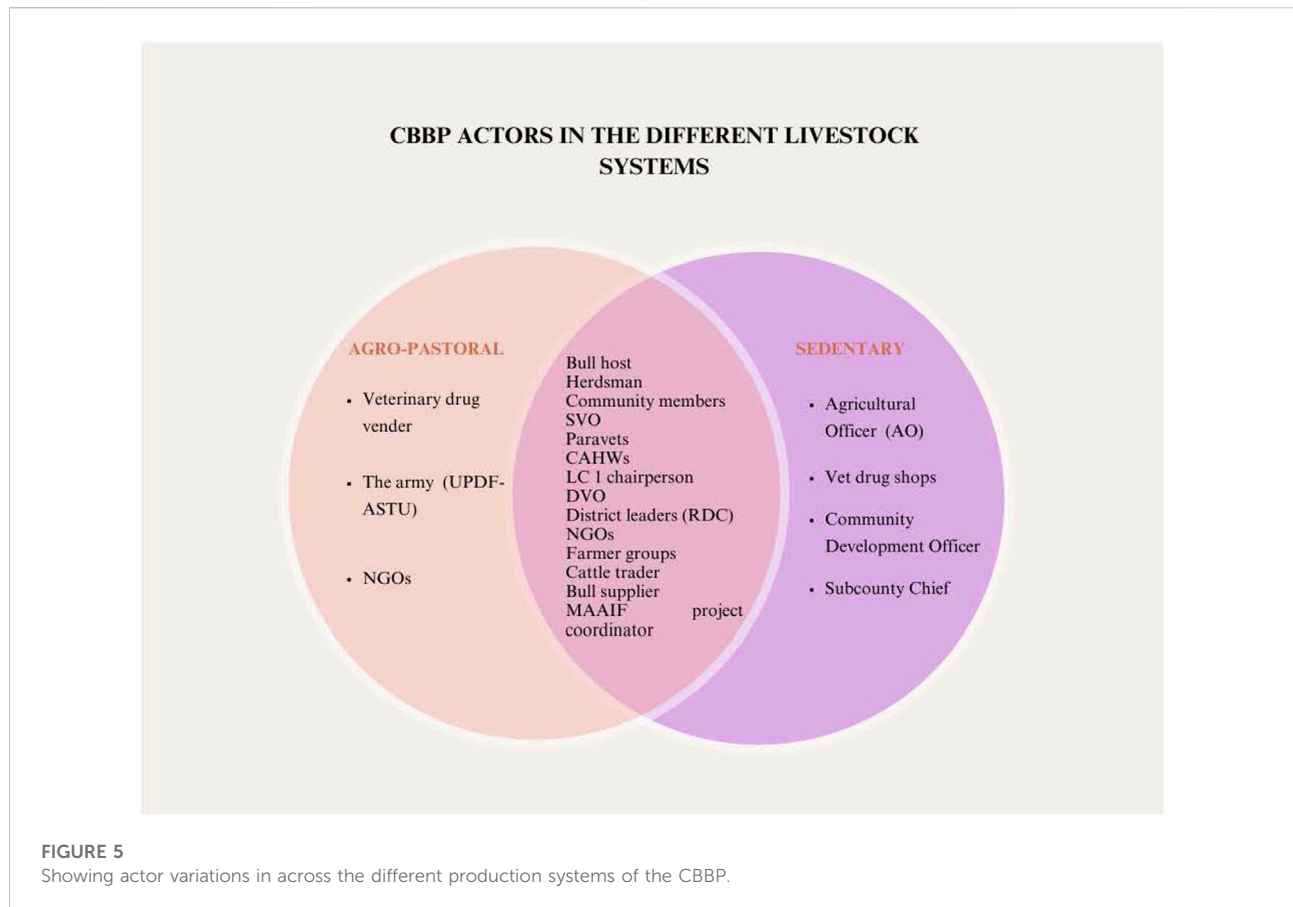 CBBP ACTORS IN THE DIFFERENT LIVESTOCK
SYSTEMS
AGRO-PASTORAL
• Veterinary drug
vender
• The army (UPDF-
ASTU)
• NGOs
Bull host
Herdsman
Community members
SVO
Paravets
CAHWs
LC 1 chairperson
DVO
District leaders (RDC)
NGOs
Farmer groups
Cattle trader
Bull supplier
MAAIF project
coordinator
SEDENTARY
• Agricultural
Officer (AO)
• Vet drug shops
• Community
Development Officer
• Subcounty Chief
FIGURE 5
Showing actor variations in across the different production systems of the CBBP.